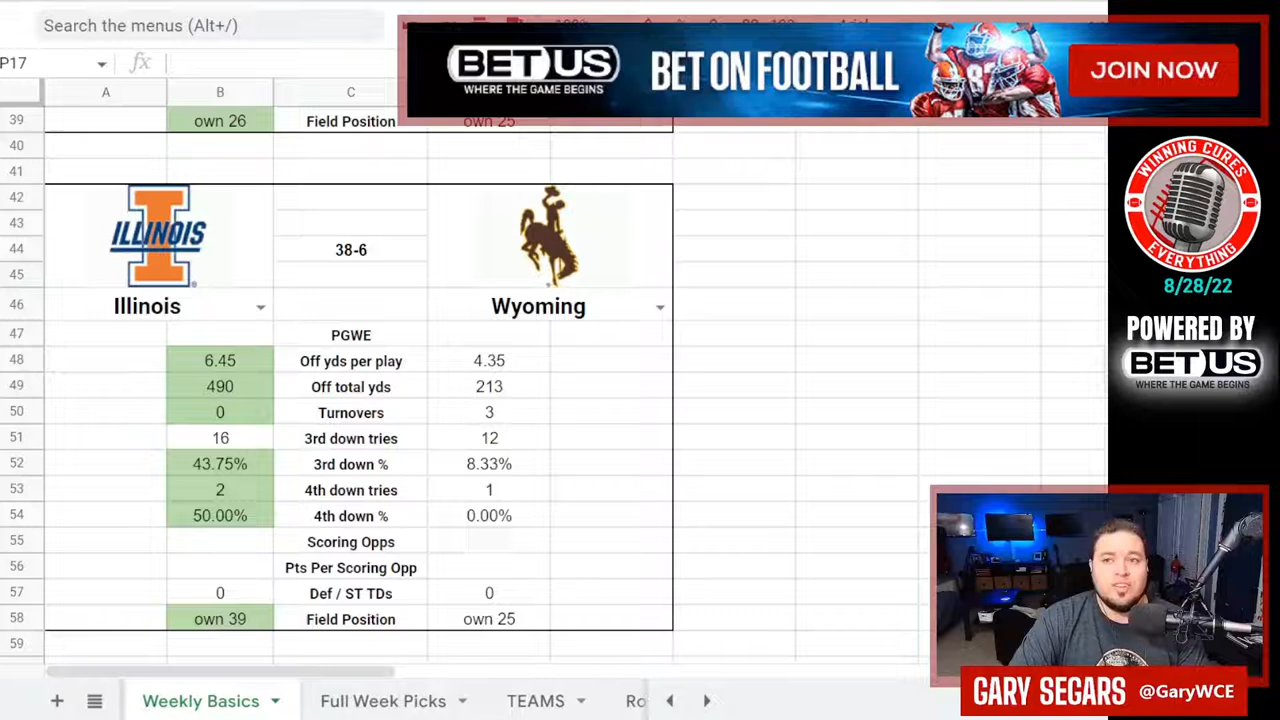 Search the menus (Alt+/)
P17
fx
BETUS
WHERE THE GAME BEGINS
BET ON FOOTBALL
JOIN NOW
A B C
39 own 26 Field Position own 25
40
41
42
43
44 38-6
45
ILLINOIS
46 Illinois Wyoming
47 PGWE
48 6.45 Off yds per play 4.35
49 490 Off total yds 213
50 0 Turnovers 3
51 16 3rd down tries 12
52 43.75% 3rd down % 8.33%
53 2 4th down tries 1
54 50.00% 4th down % 0.00%
55 Scoring Opps
56 Pts Per Scoring Opp
57 0 Def / ST TDs 0
58 own 39 Field Position own 25
59
Weekly Basics Full Week Picks TEAMS Ro
WINNING CURES
EVERYTHING
8/28/22
POWERED BY
BETUS
WHERE THE GAME BEGINS
GARY SEGARS @GaryWCE